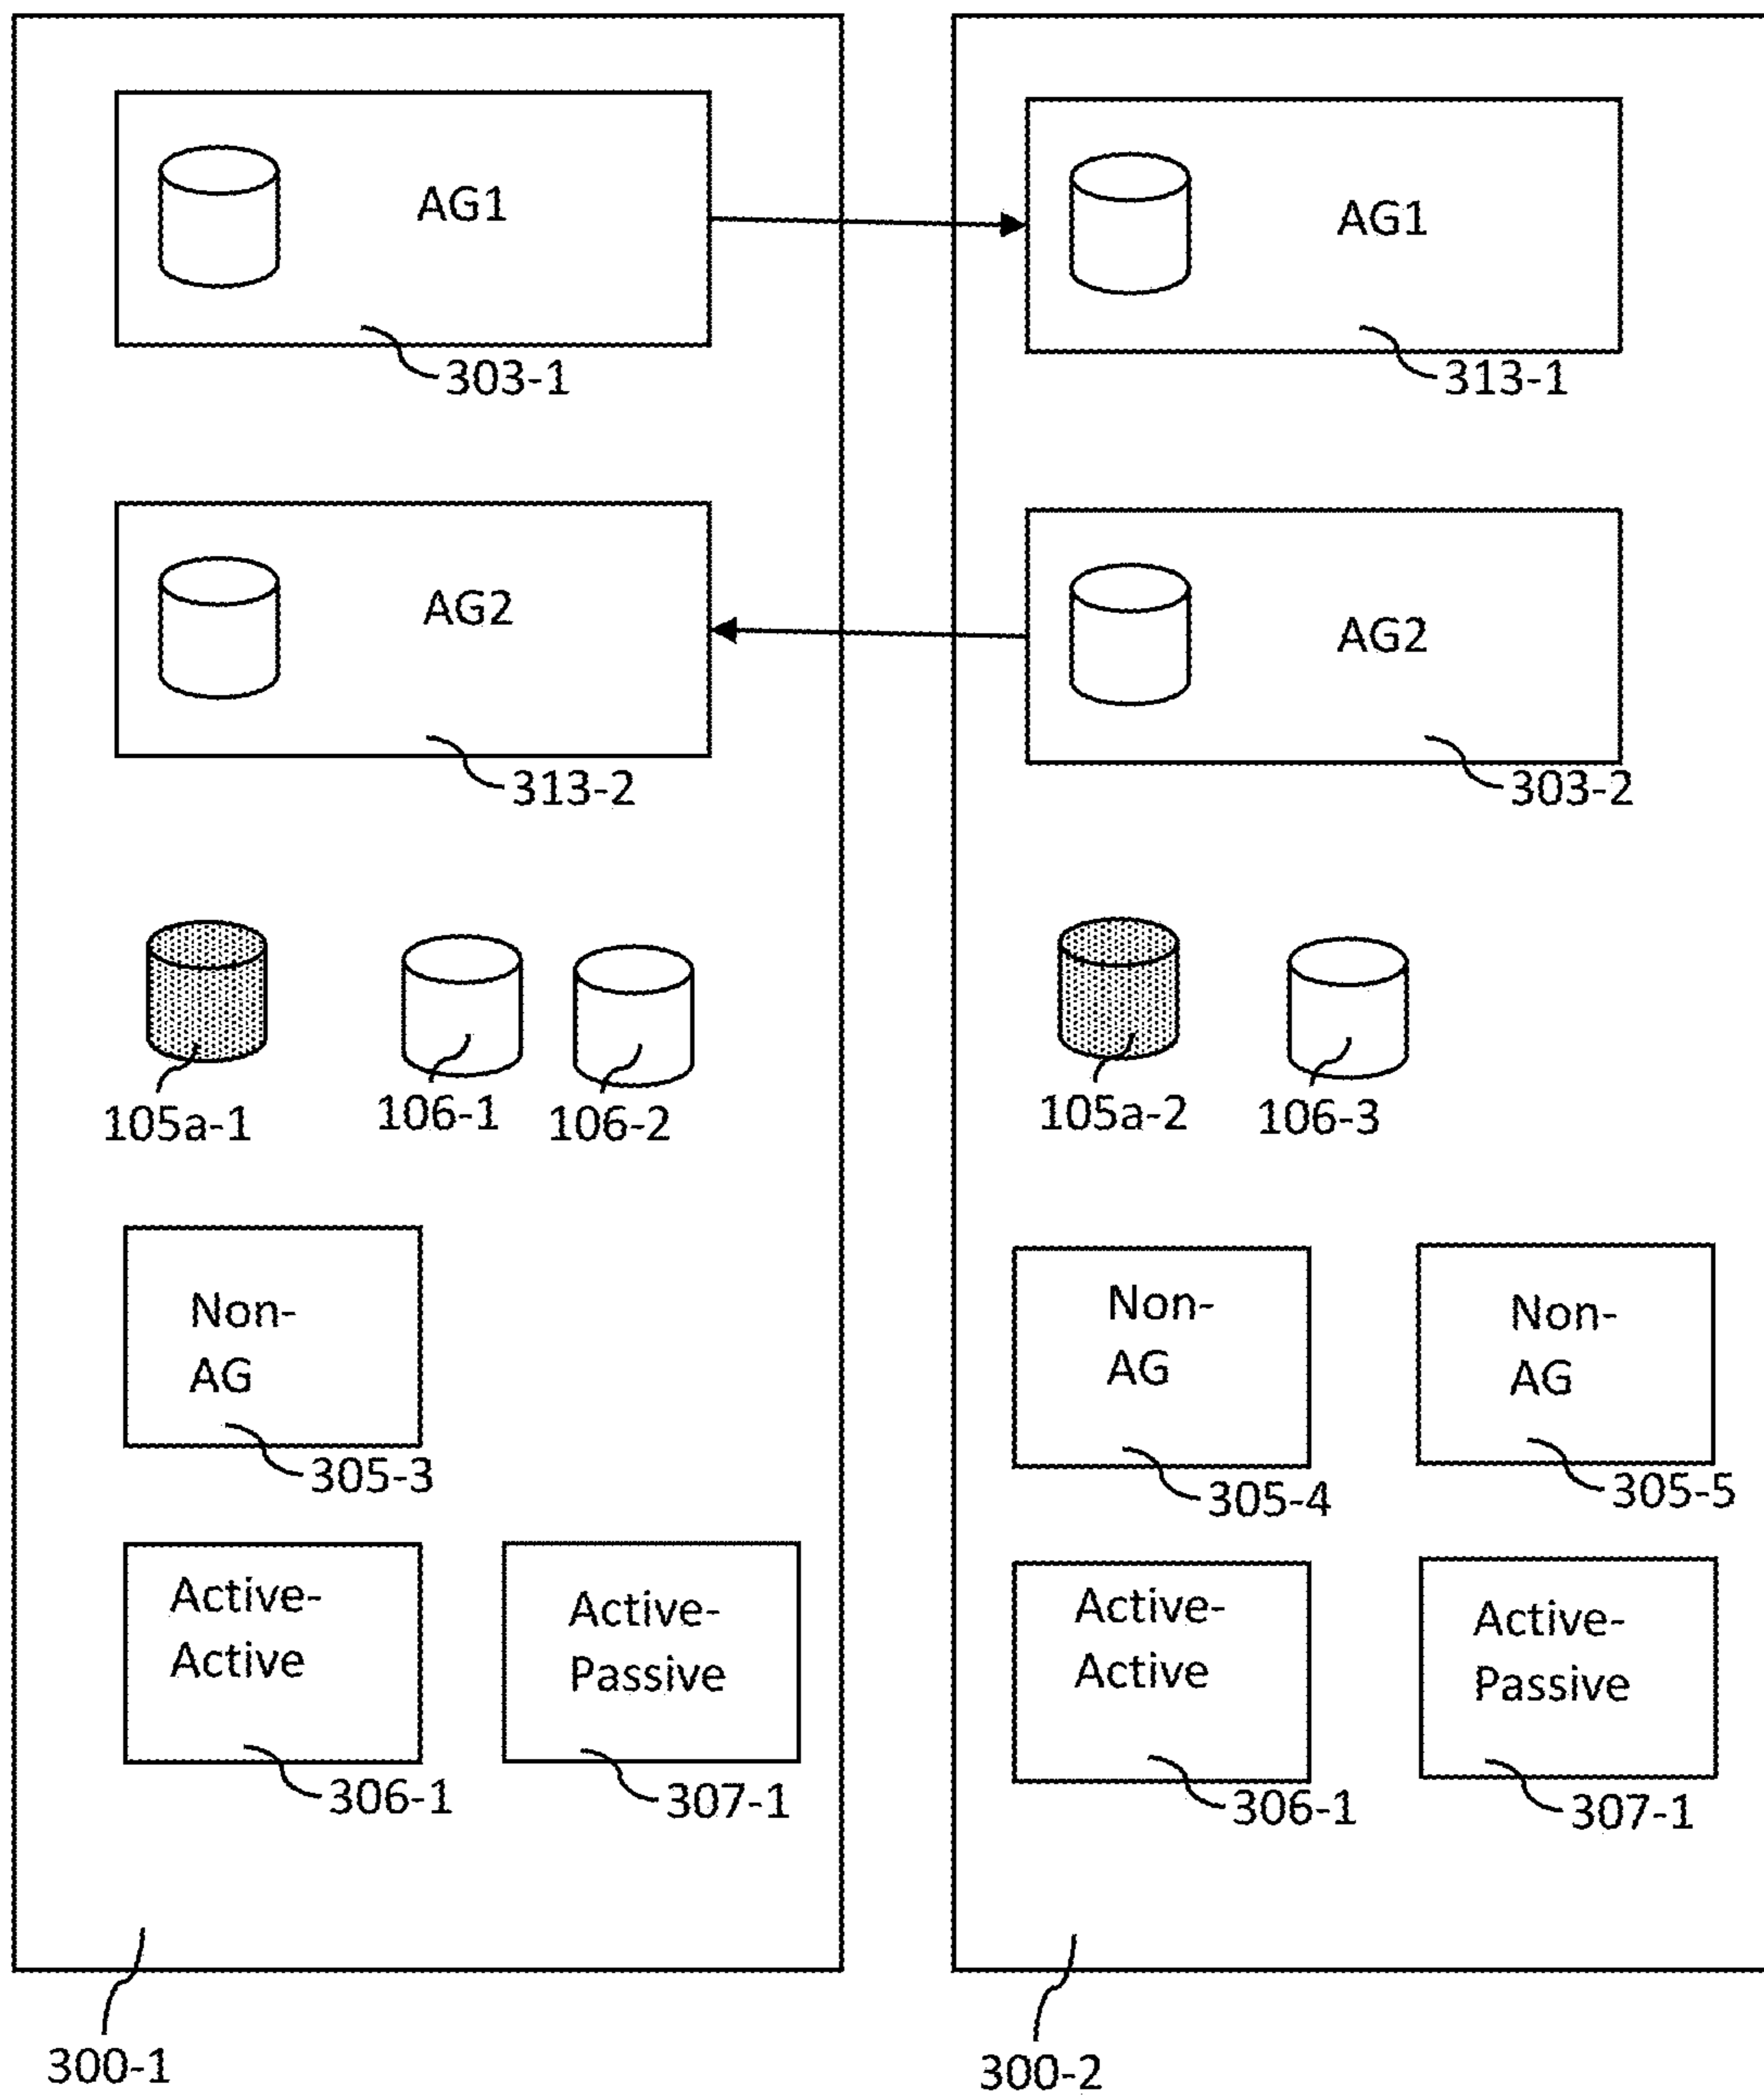 AG1
303-1
AG2
313-2
105a-1
106-1
106-2
Non-
AG
305-3
Active-
Active
306-1
Active-
Passive
307-1
300-1
AG1
313-1
AG2
303-2
105a-2
106-3
Non-
AG
305-4
Non-
AG
305-5
Active-
Active
306-1
Active-
Passive
307-1
300-2